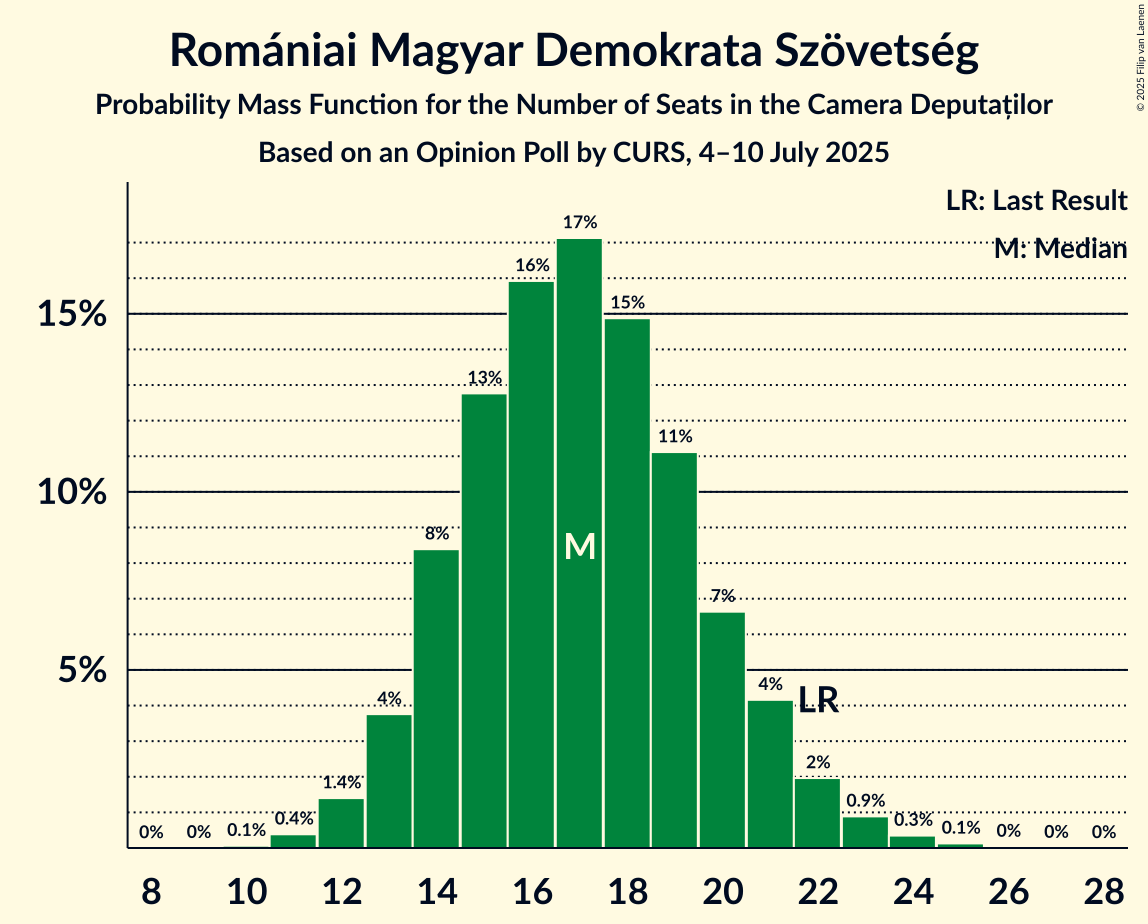 Romániai Magyar Demokrata Szövetség
Probability Mass Function for the Number of Seats in the Camera Deputaților
Based on an Opinion Poll by CURS, 4–10 July 2025
© 2025 Filip van Laenen
LR: Last Result
M: Median
15%
10%
5%
0%
0%
0.1%
0.4%
1.4%
4%
8%
13%
16%
17%
15%
11%
7%
4%
2%
0.9%
0.3%
0.1%
0%
0%
0%
M
LR
8 10 12 14 16 18 20 22 24 26 28